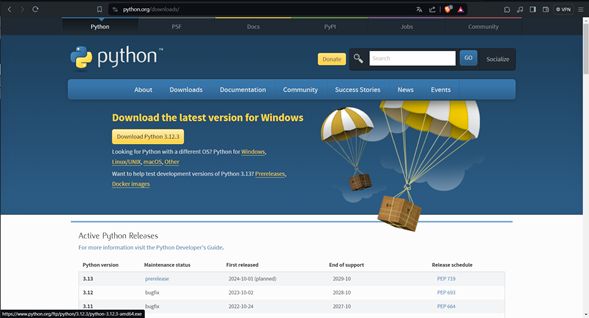 python.org/downloads/
VPN
Python PSF Docs PyPI Jobs Community
python™
Donate Search GO Socialize
About Downloads Documentation Community Success Stories News Events
Download the latest version for Windows
Download Python 3.12.3
Looking for Python with a different OS? Python for Windows,
Linux/UNIX, macOS, Other
Want to help test development versions of Python 3.13? Prereleases,
Docker images
Active Python Releases
For more information visit the Python Developer's Guide.
Python version Maintenance status First released End of support Release schedule
3.13 prerelease 2024-10-01 (planned) 2029-10 PEP 719
3.12 bugfix 2023-10-02 2028-10 PEP 693
3.11 bugfix 2022-10-24 2027-10 PEP 664
https://www.python.org/ftp/python/3.12.3/python-3.12.3-amd64.exe